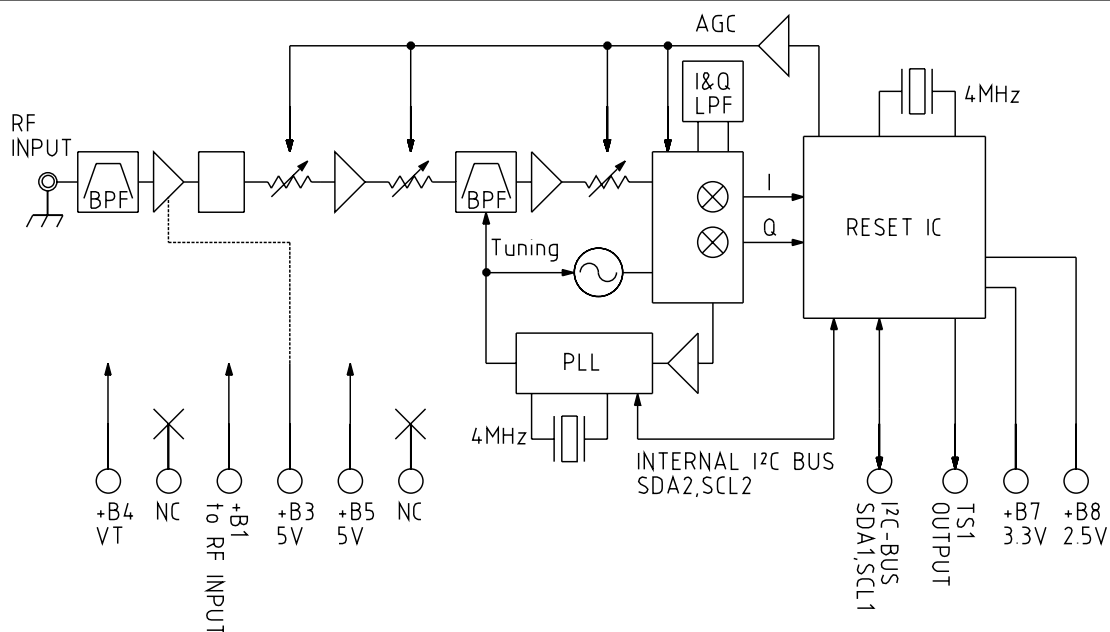 AGC
I&Q
LPF
4MHz
RF
INPUT
BPF
BPF
I
Q
RESET IC
Tuning
PLL
4MHz
INTERNAL I²C BUS
SDA2,SCL2
+B4
VT
NC
+B1
to RF INPUT
+B3
5V
+B5
5V
NC
I²C-BUS
SDA1,SCL1
TS1
OUTPUT
+B7
3.3V
+B8
2.5V